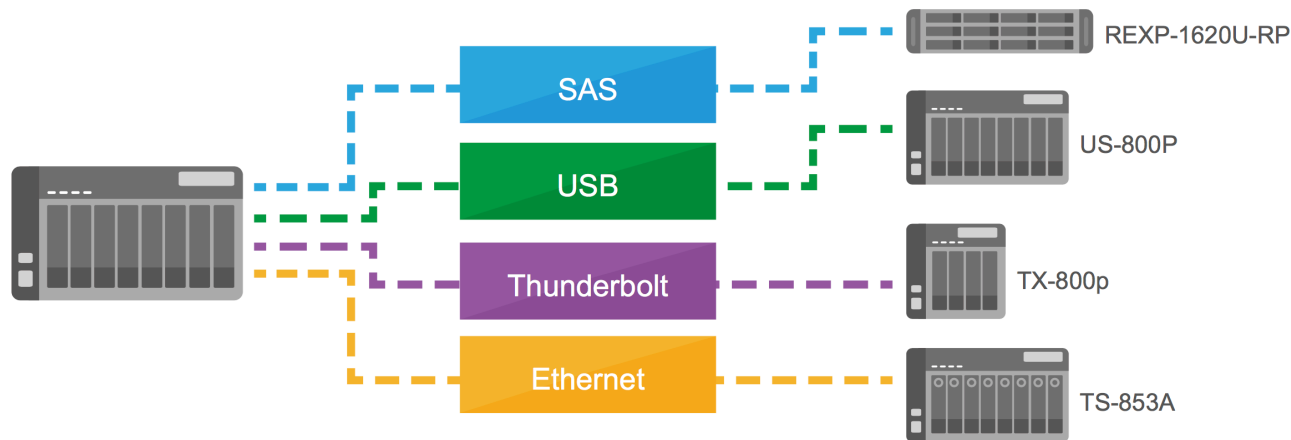 SAS
REXP-1620U-RP
USB
US-800P
Thunderbolt
TX-800p
Ethernet
TS-853A